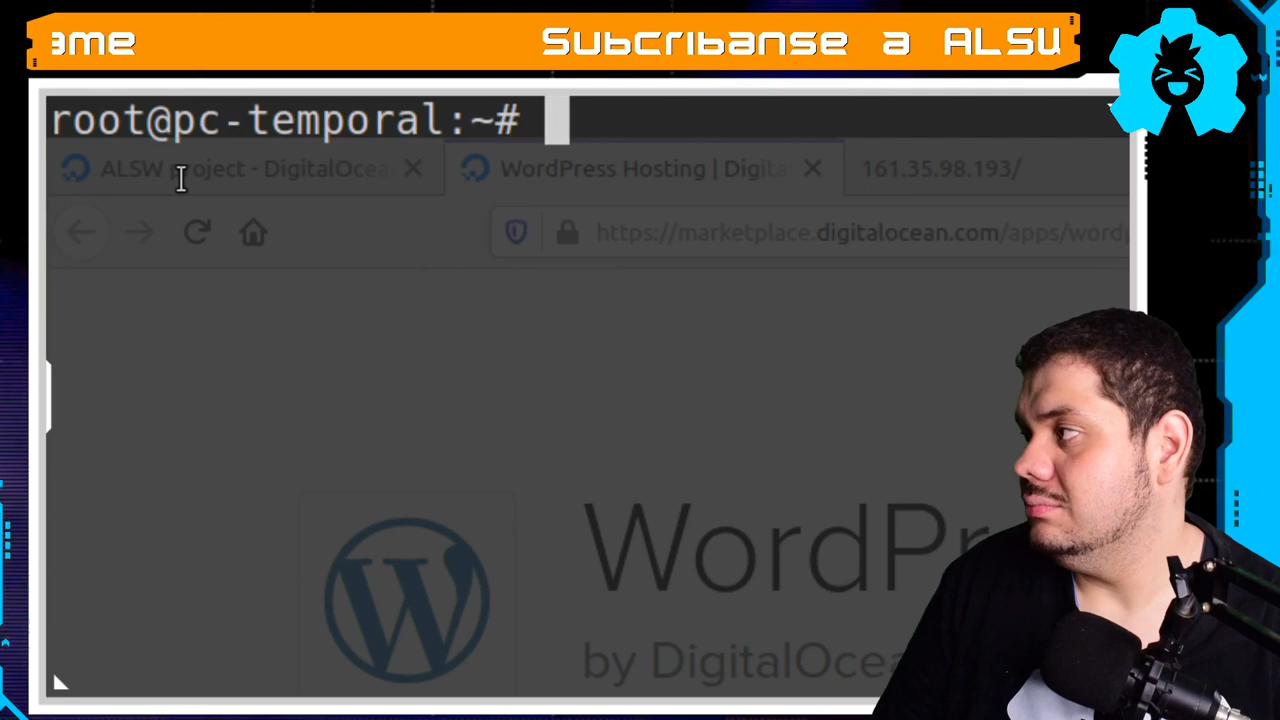 ame Subcribanse a ALSW
root@pc-temporal:~#
ALSW project - DigitalOcea
WordPress Hosting | Digita
161.35.98.193/
https://marketplace.digitalocean.com/apps/word
WordPr
by DigitalOcea